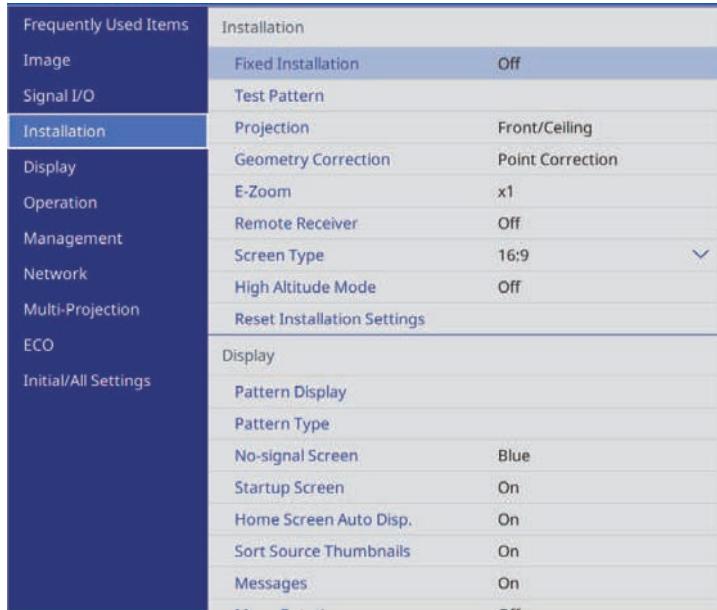 Frequently Used Items
Image
Signal I/O
Installation
Display
Operation
Management
Network
Multi-Projection
ECO
Initial/All Settings
Installation
Fixed Installation Off
Test Pattern
Projection Front/Ceiling
Geometry Correction Point Correction
E-Zoom x1
Remote Receiver Off
Screen Type 16:9
High Altitude Mode Off
Reset Installation Settings
Display
Pattern Display
Pattern Type
No-signal Screen Blue
Startup Screen On
Home Screen Auto Disp. On
Sort Source Thumbnails On
Messages On